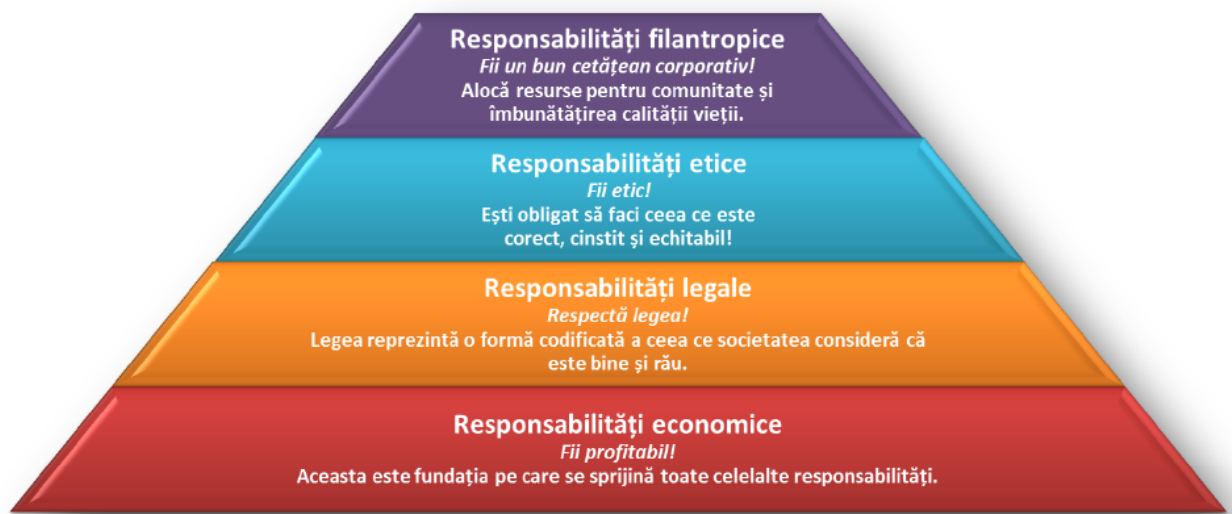 Responsabilități filantropice
Fii un bun cetățean corporativ!
Alocă resurse pentru comunitate și
îmbunătățirea calității vieții.
Responsabilități etice
Fii etic!
Ești obligat să faci ceea ce este
corect, cinstit și echitabil!
Responsabilități legale
Respectă legea!
Legea reprezintă o formă codificată a ceea ce societatea consideră că
este bine și rău.
Responsabilități economice
Fii profitabil!
Aceasta este fundația pe care se sprijină toate celelalte responsabilități.